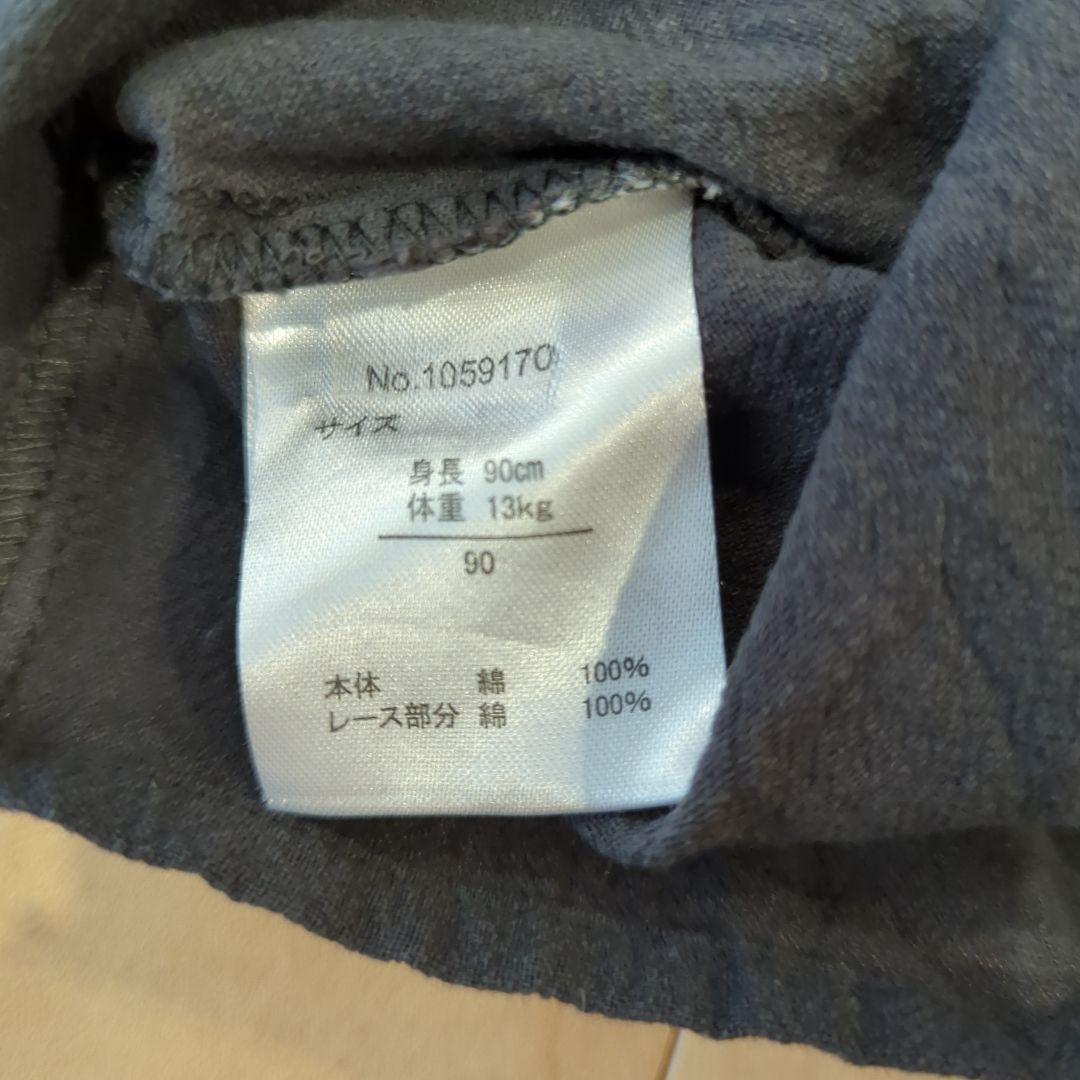 No.1059170
サイズ
身長 90cm
体重 13kg
90
本体 綿 100%
レース部分 綿 100%